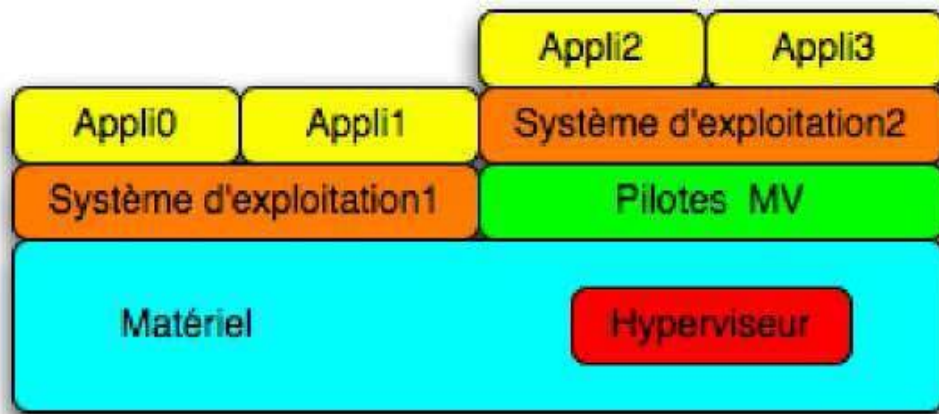 Appli2 Appli3
Appli0 Appli1 Système d'exploitation2
Système d'exploitation1 Pilotes MV
Matériel Hyperviseur